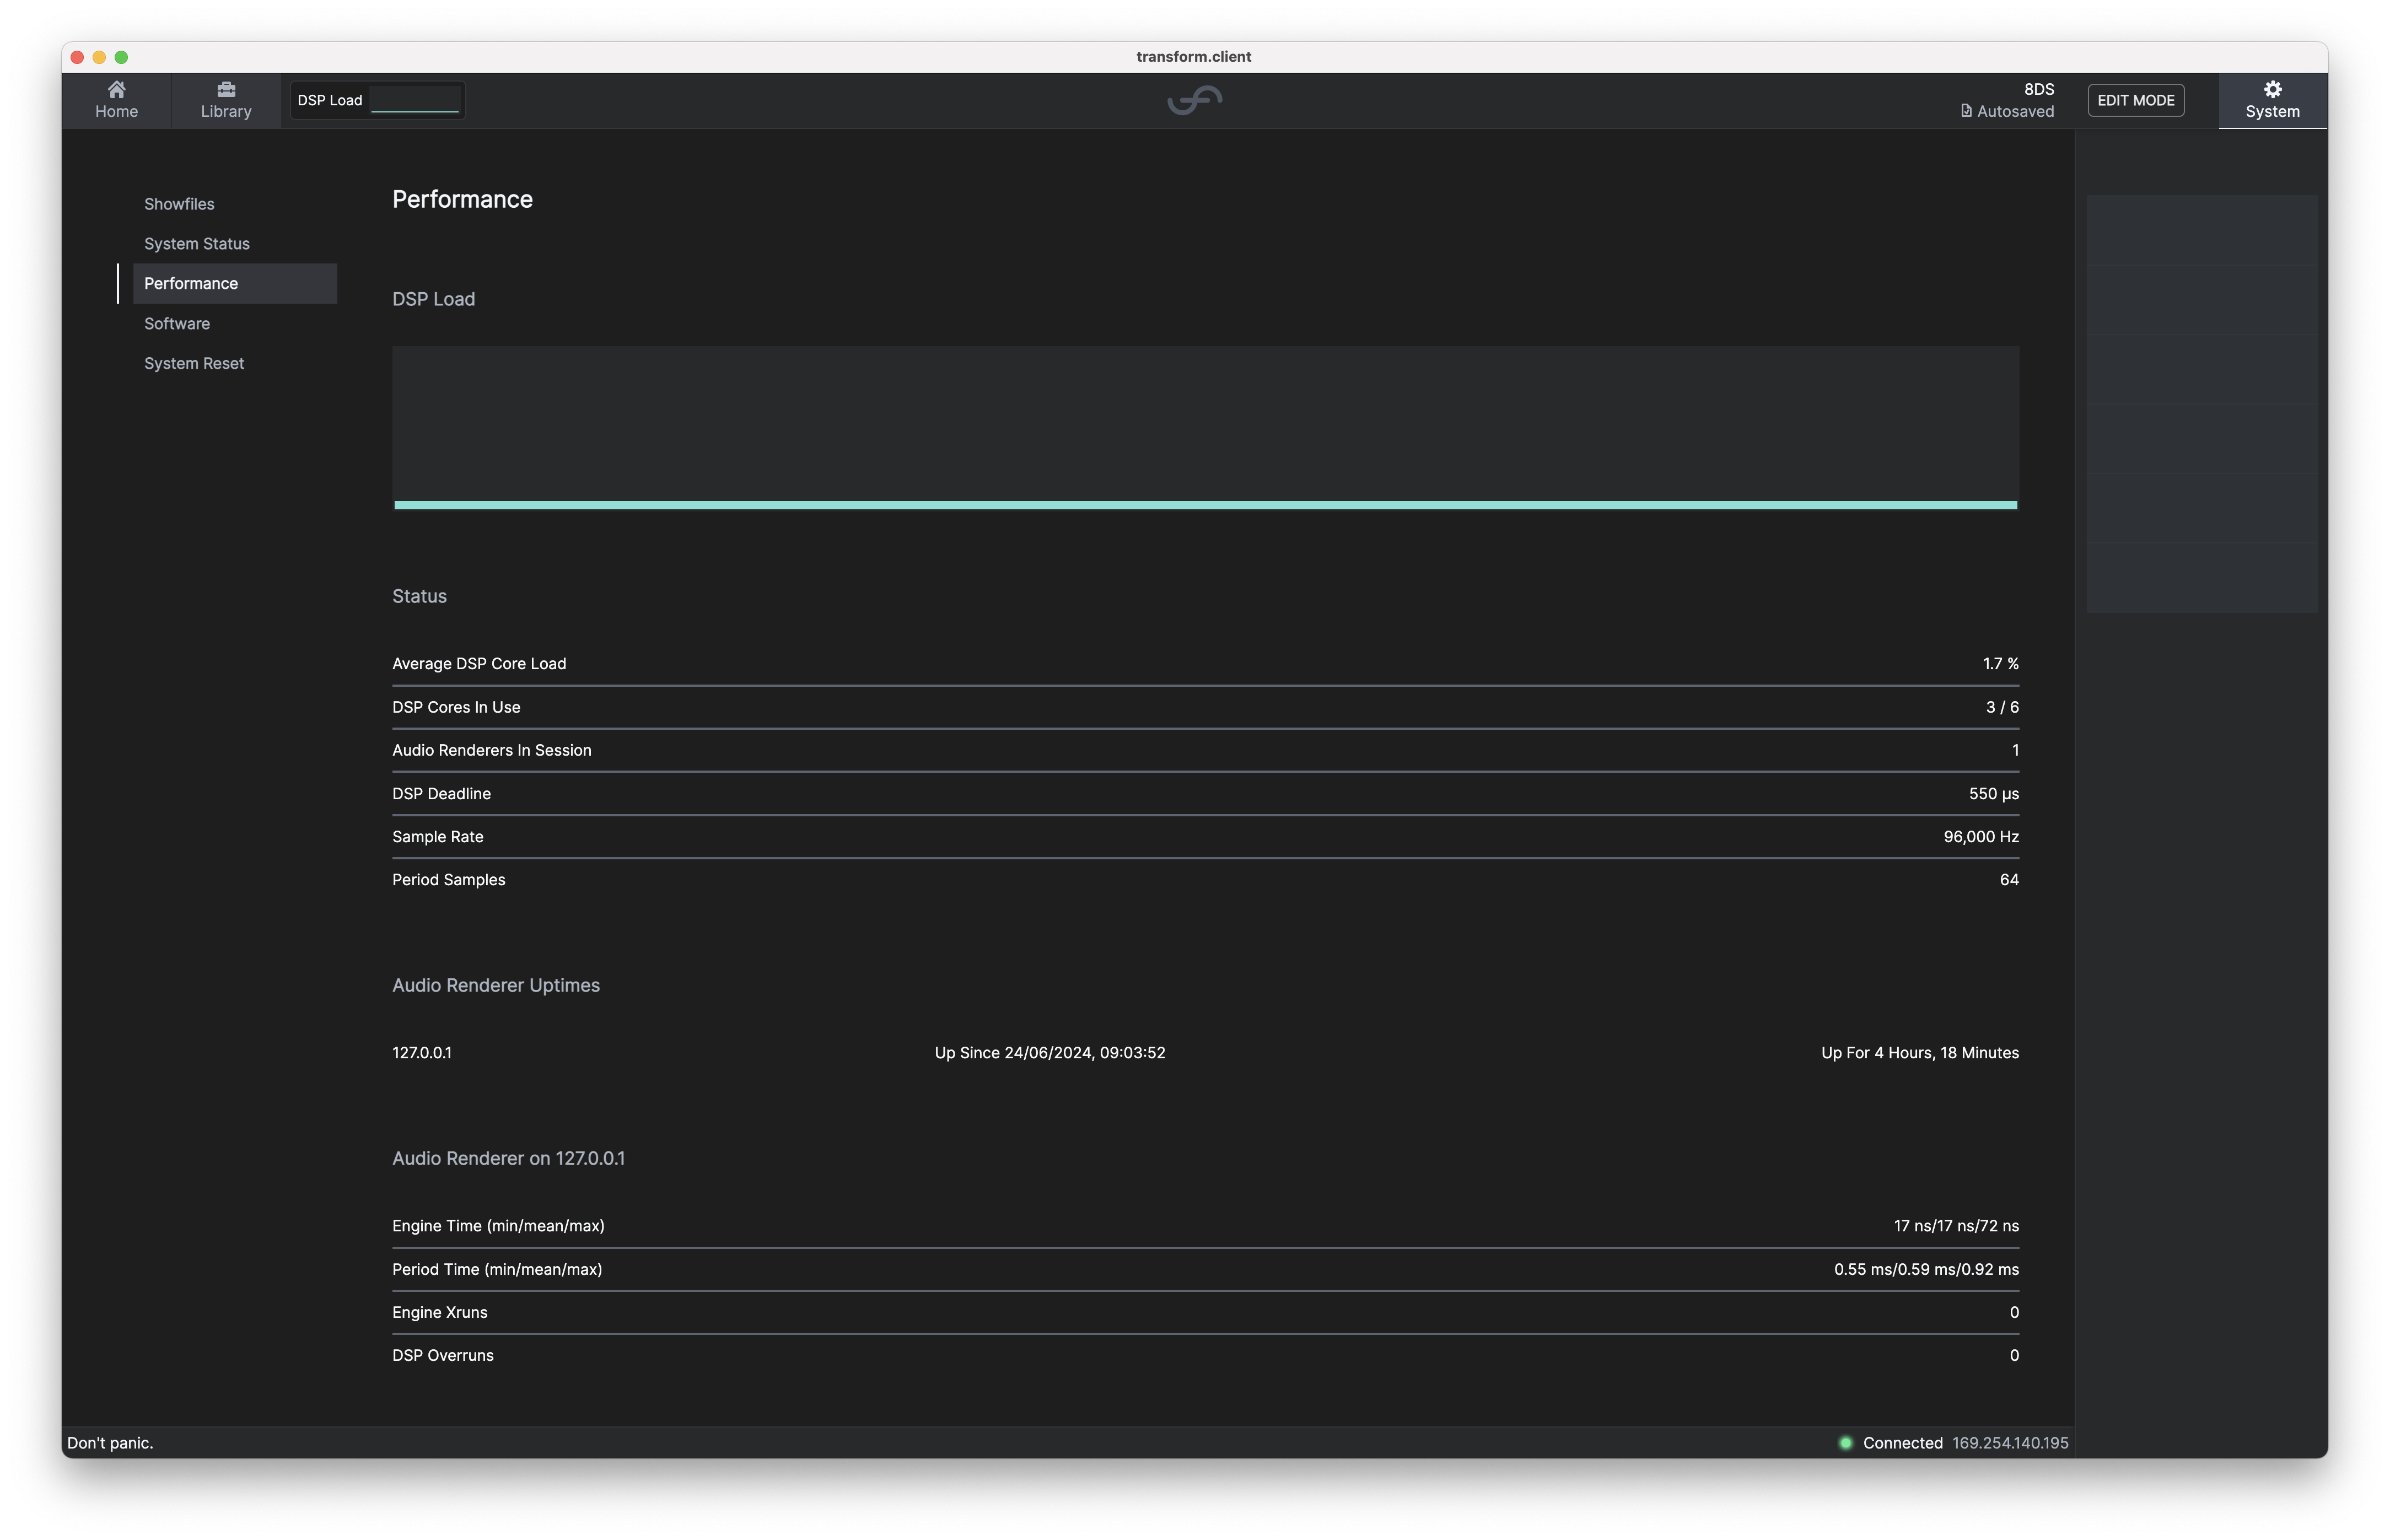 transform.client
Home
Library
DSP Load
8DS
Autosaved
EDIT MODE
System
Showfiles
System Status
Performance
Software
System Reset
Performance
DSP Load
Status
Average DSP Core Load 1.7 %
DSP Cores In Use 3 / 6
Audio Renderers In Session 1
DSP Deadline 550 µs
Sample Rate 96,000 Hz
Period Samples 64
Audio Renderer Uptimes
127.0.0.1 Up Since 24/06/2024, 09:03:52 Up For 4 Hours, 18 Minutes
Audio Renderer on 127.0.0.1
Engine Time (min/mean/max) 17 ns/17 ns/72 ns
Period Time (min/mean/max) 0.55 ms/0.59 ms/0.92 ms
Engine Xruns 0
DSP Overruns 0
Don't panic.
Connected 169.254.140.195